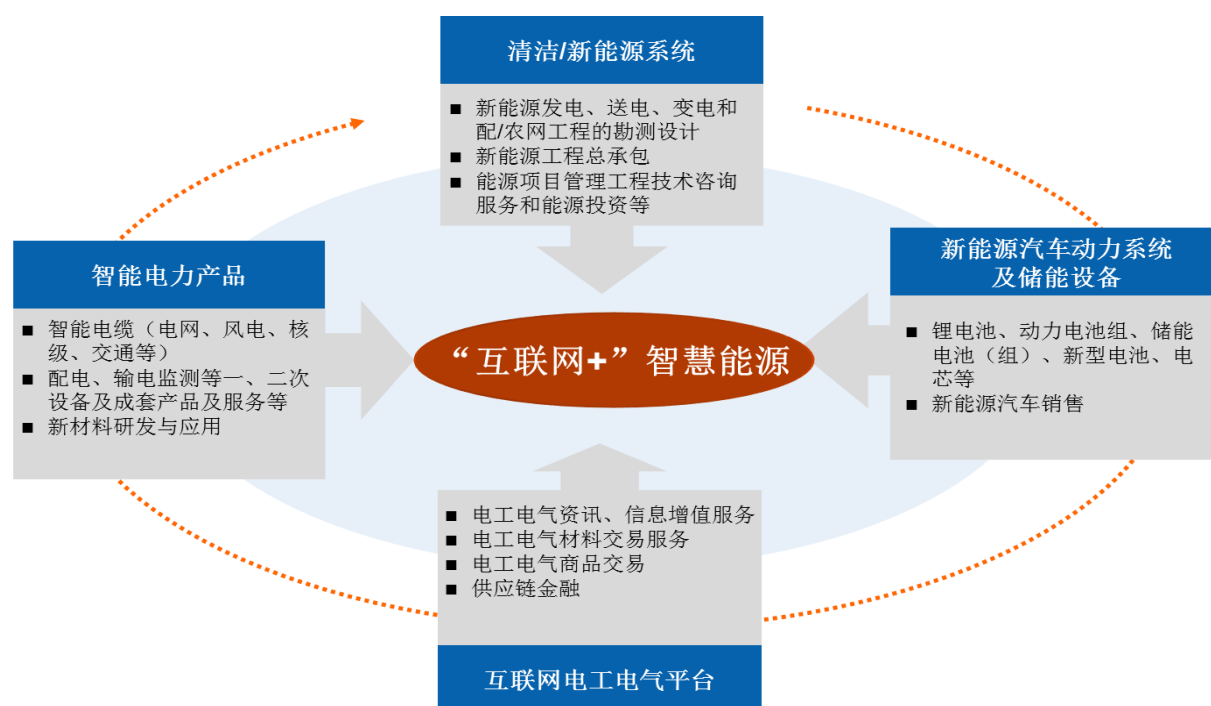 清洁/新能源系统
■ 新能源发电、送电、变电和
配/农网工程的勘测设计
■ 新能源工程总承包
■ 能源项目管理工程技术咨询
服务和能源投资等
智能电力产品
■ 智能电缆（电网、风电、核
级、交通等）
■ 配电、输电监测等一、二次
设备及成套产品及服务等
■ 新材料研发与应用
“互联网+”智慧能源
新能源汽车动力系统
及储能设备
■ 锂电池、动力电池组、储能
电池（组）、新型电池、电
芯等
■ 新能源汽车销售
■ 电工电气资讯、信息增值服务
■ 电工电气材料交易服务
■ 电工电气商品交易
■ 供应链金融
互联网电工电气平台